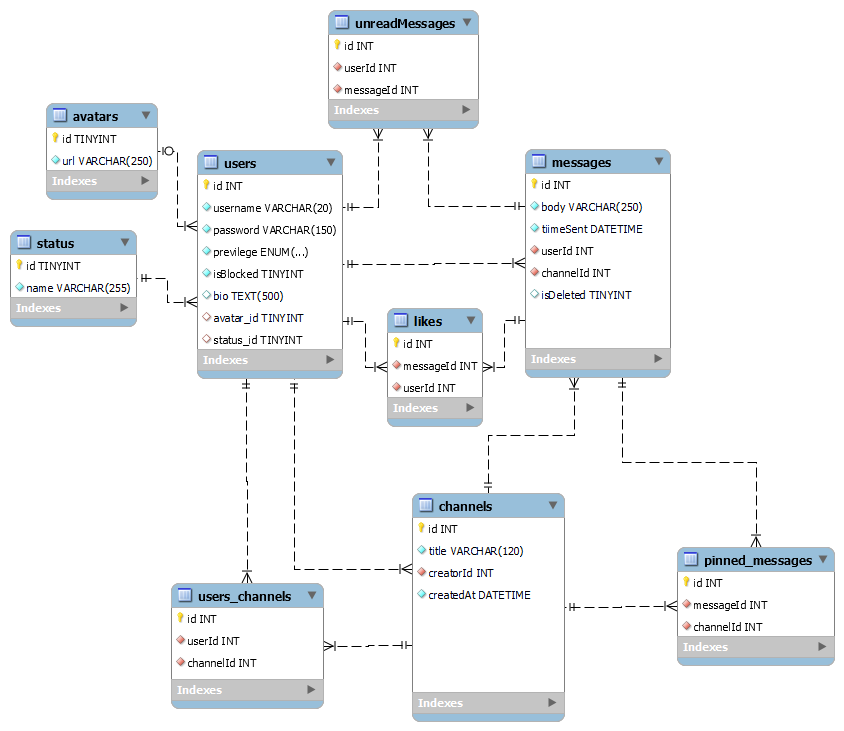 unreadMessages
id INT
userId INT
messageId INT
Indexes
avatars
id TINYINT
url VARCHAR(250)
Indexes
users
id INT
username VARCHAR(20)
password VARCHAR(150)
previlege ENUM(...)
isBlocked TINYINT
bio TEXT(500)
avatar_id TINYINT
status_id TINYINT
Indexes
messages
id INT
body VARCHAR(250)
tiimeSent DATETIME
userId INT
channelId INT
isDeleted TINYINT
Indexes
status
id TINYINT
name VARCHAR(255)
Indexes
likes
id INT
messageId INT
userId INT
Indexes
channels
id INT
title VARCHAR(120)
creatorId INT
createdAt DATETIME
Indexes
pinned_messages
id INT
messageId INT
channelId INT
Indexes
users_channels
id INT
userId INT
channelId INT
Indexes